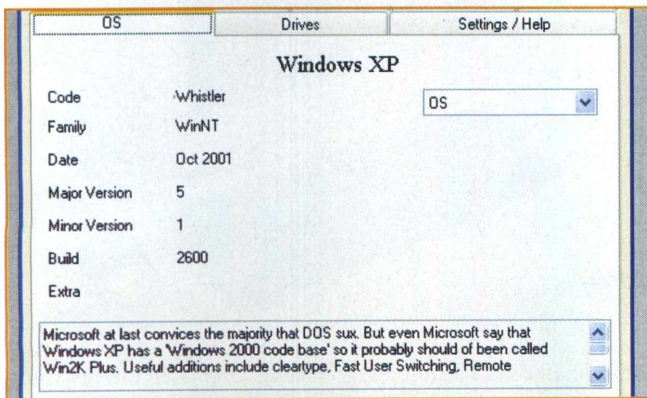 OS Drives Settings / Help
Windows XP
Code Whistler OS
Family WinNT
Date Oct 2001
Major Version 5
Minor Version 1
Build 2600
Extra
Microsoft at last convices the majority that DOS sux. But even Microsoft say that
Windows XP has a 'Windows 2000 code base' so it probably should of been called
Win2K Plus. Useful additions include cleartype, Fast User Switching, Remote